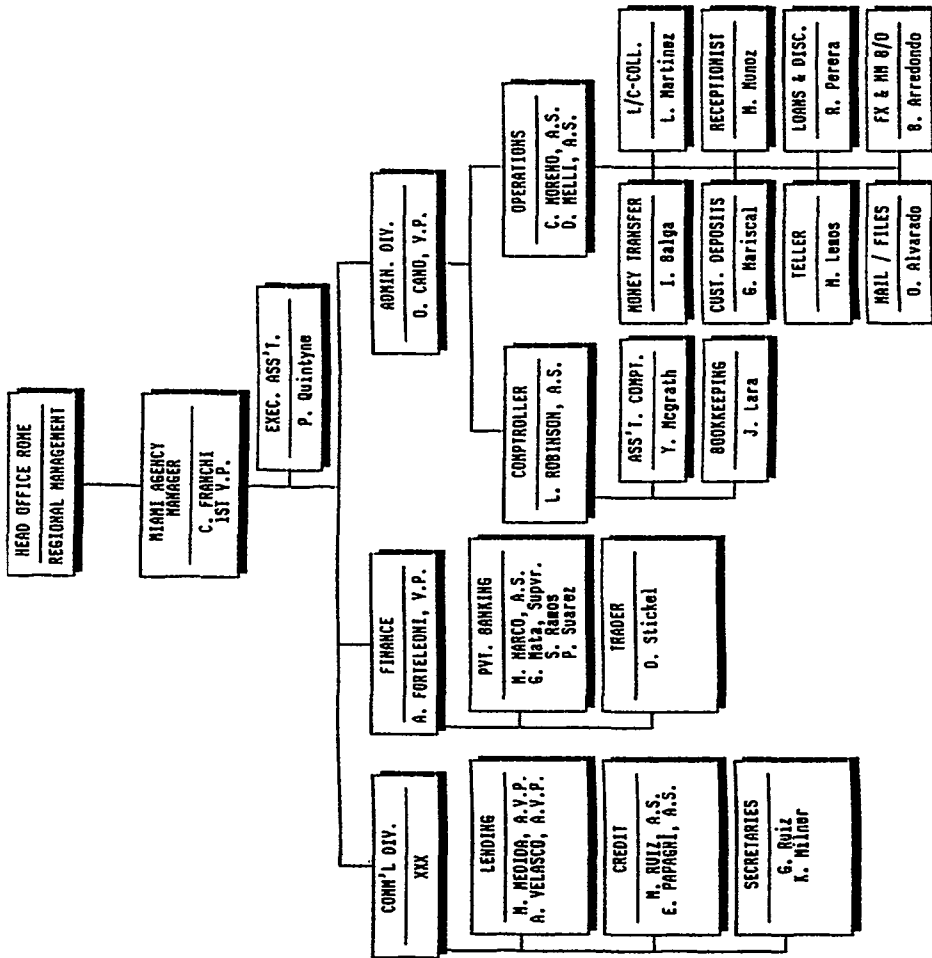 HEAD OFFICE ROME
REGIONAL MANAGEMENT
MIAMI AGENCY
MANAGER
C. FRANCHI
1ST V.P.
EXEC. ASS'T.
P. Quintyne
COMM'L DIV.
XXX
FINANCE
A. FORTELEONI, V.P.
ADMIN. DIV.
O. CANO, V.P.
LENDING
M. MEDIDA, A.V.P.
A. VELASCO, A.V.P.
CREDIT
M. RUIZ, A.S.
E. PAPAGNI, A.S.
SECRETARIES
G. Ruiz
K. Milner
PVT. BANKING
M. MARCO, A.S.
G. Mata, Supvr.
S. Ramos
P. Suarez
TRADER
D. Stickel
COMPTROLLER
L. ROBINSON, A.S.
ASS'T. COMPT.
Y. Mcgrath
BOOKKEEPING
J. Lara
OPERATIONS
C. MORENO, A.S.
D. MELLI, A.S.
MONEY TRANSFER
I. Balga
L/C-COLL.
L. Martinez
CUST. DEPOSITS
G. Mariscal
RECEPTIONIST
M. Munoz
TELLER
M. Lemos
LOANS & DISC.
R. Perera
MAIL / FILES
O. Alvarado
FX & MM B/O
B. Arredondo